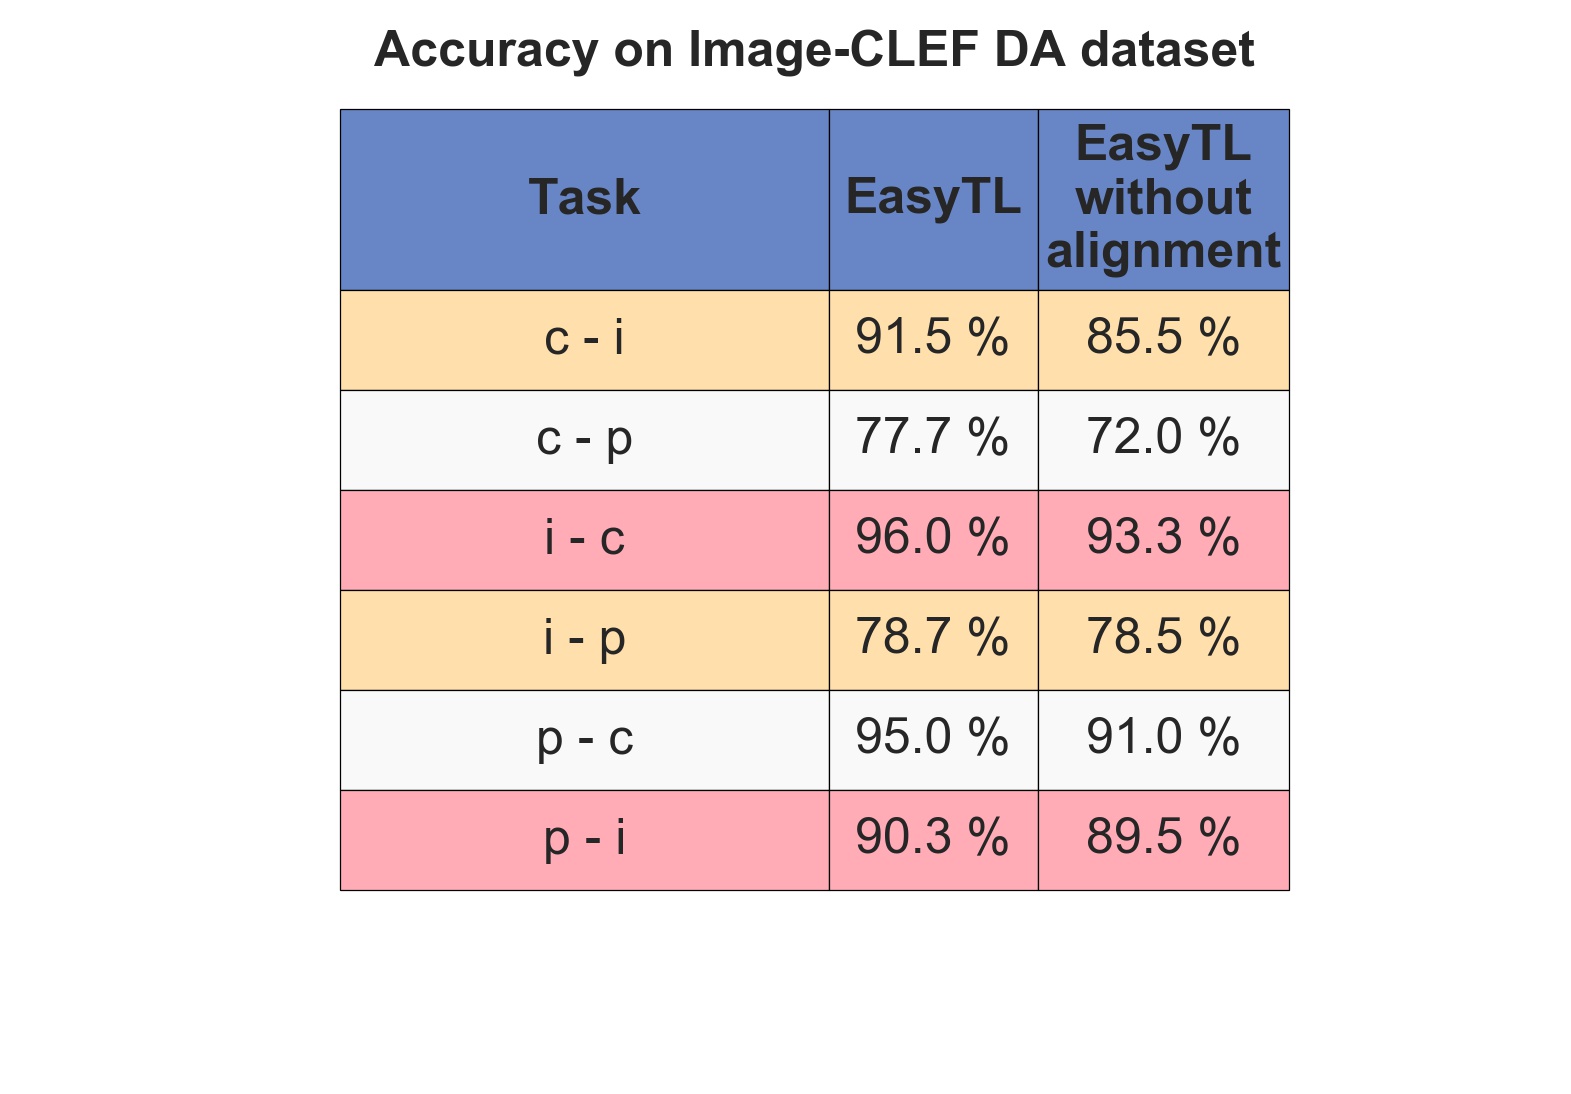 Accuracy on Image-CLEF DA dataset
Task EasyTL EasyTL without alignment
c - i 91.5 % 85.5 %
c - p 77.7 % 72.0 %
i - c 96.0 % 93.3 %
i - p 78.7 % 78.5 %
p - c 95.0 % 91.0 %
p - i 90.3 % 89.5 %